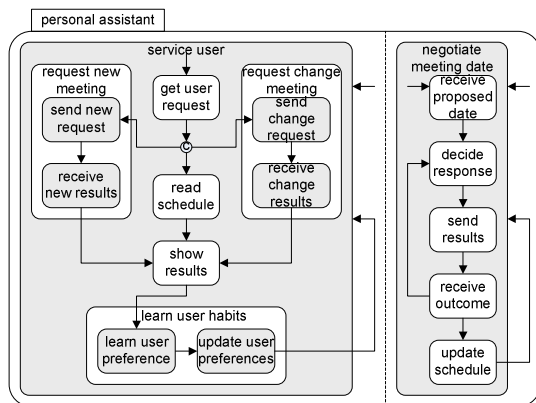 personal assistant
service user
request new
meeting
send new
request
receive
new results
get user
request
C
read
schedule
show
results
request change
meeting
send
change
request
receive
change
results
learn user habits
learn user
preference
update user
preferences
negotiate
meeting date
receive
proposed
date
decide
response
send
results
receive
outcome
update
schedule